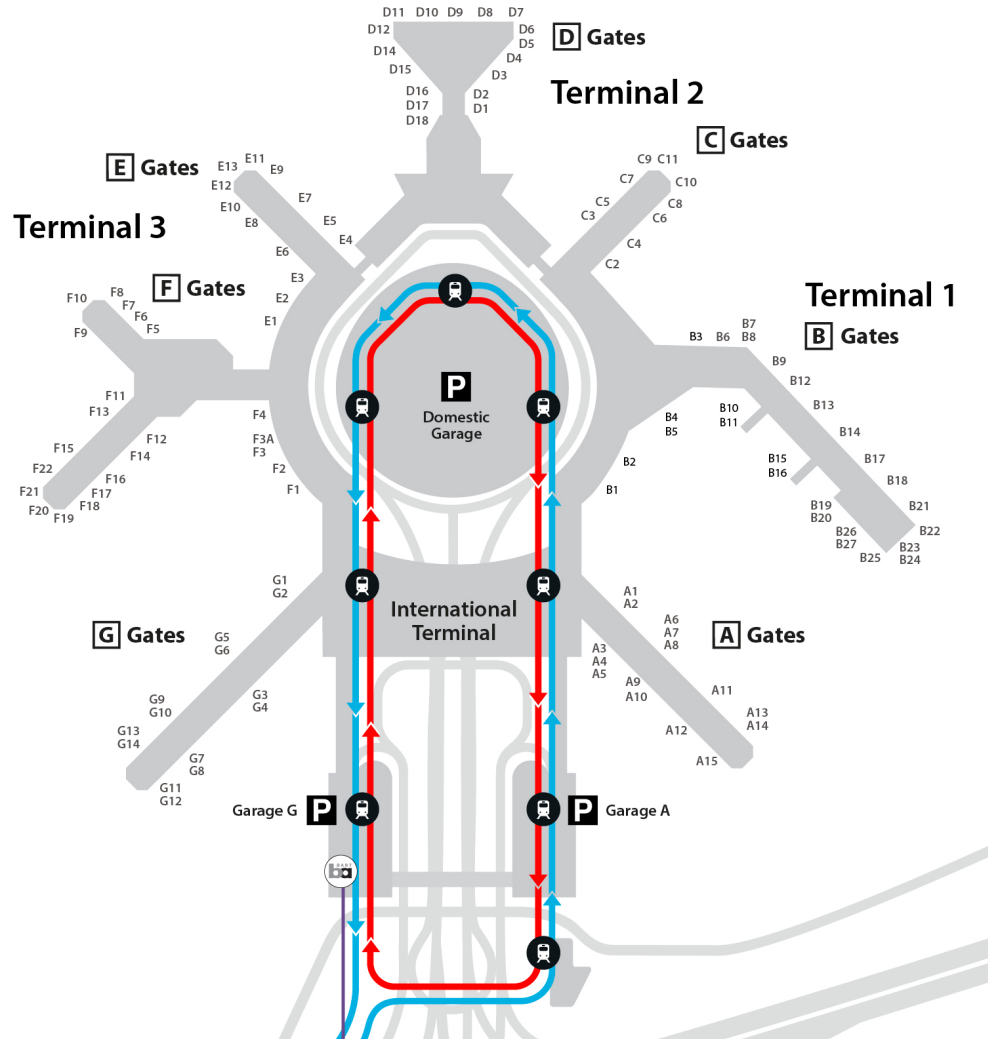 D11 D10 D9 D8 D7
D12
D6
D5
D14
D4
D15
D3
D16
D17
D18
D2
D1
D Gates
Terminal 2
C Gates
C9 C11
C7
C10
C5
C8
C3
C6
C4
C2
E Gates
E13 E11
E9
E12
E10
E7
E8
E5
E6
E4
E3
E2
E1
Terminal 3
F Gates
F10
F8
F7
F6
F5
F9
F11
F13
F15
F22
F21
F20
F19
F18
F17
F16
F14
F12
F4
F3A
F3
F2
F1
Terminal 1
B Gates
B3 B6
B7
B8
B9
B12
B13
B14
B17
B18
B21
B22
B23
B24
B25
B26
B27
B19
B20
B15
B16
B10
B11
B4
B5
B2
B1
P
Domestic
Garage
International
Terminal
G Gates
G1
G2
G5
G6
G3
G4
G9
G10
G13
G14
G7
G8
G11
G12
A Gates
A1
A2
A6
A7
A8
A3
A4
A5
A9
A10
A11
A13
A14
A12
A15
Garage G P
P Garage A
BART
ba